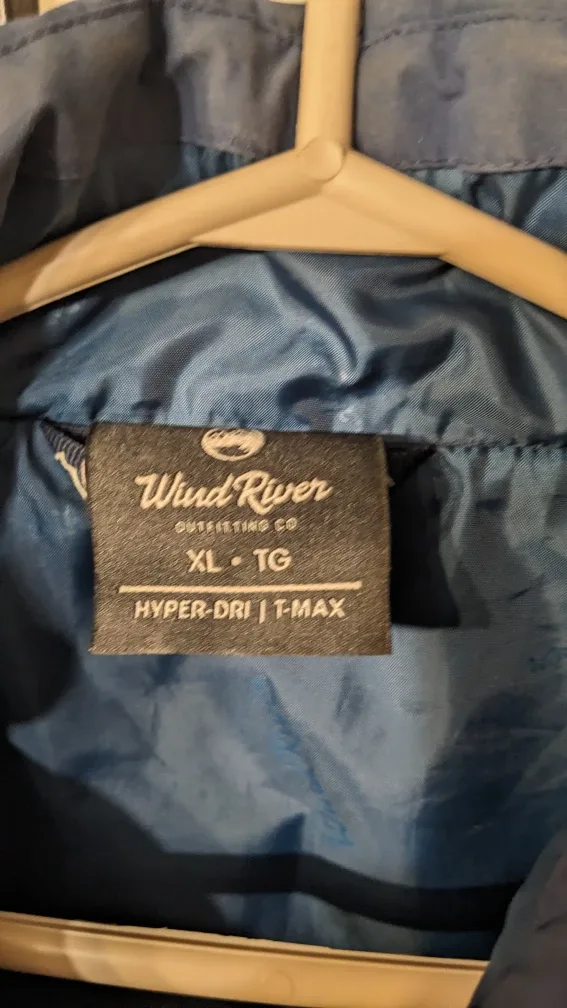 Wind River
OUTFITTING CO
XL • TG
HYPER-DRI | T-MAX